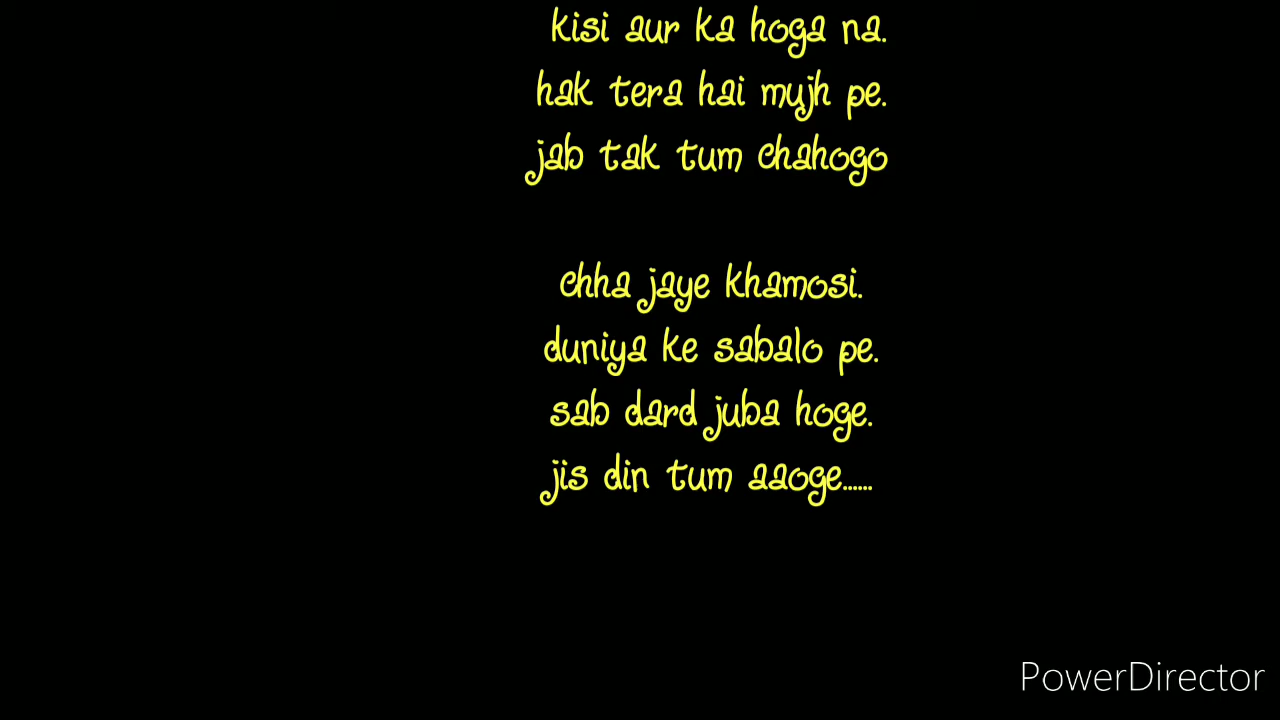 kisi aur ka hoga na.
hak tera hai mujh pe.
jab tak tum chahogo
chha jaye khamosi.
duniya ke sabalo pe.
sab dard juba hoge.
jis din tum aaoge......
PowerDirector